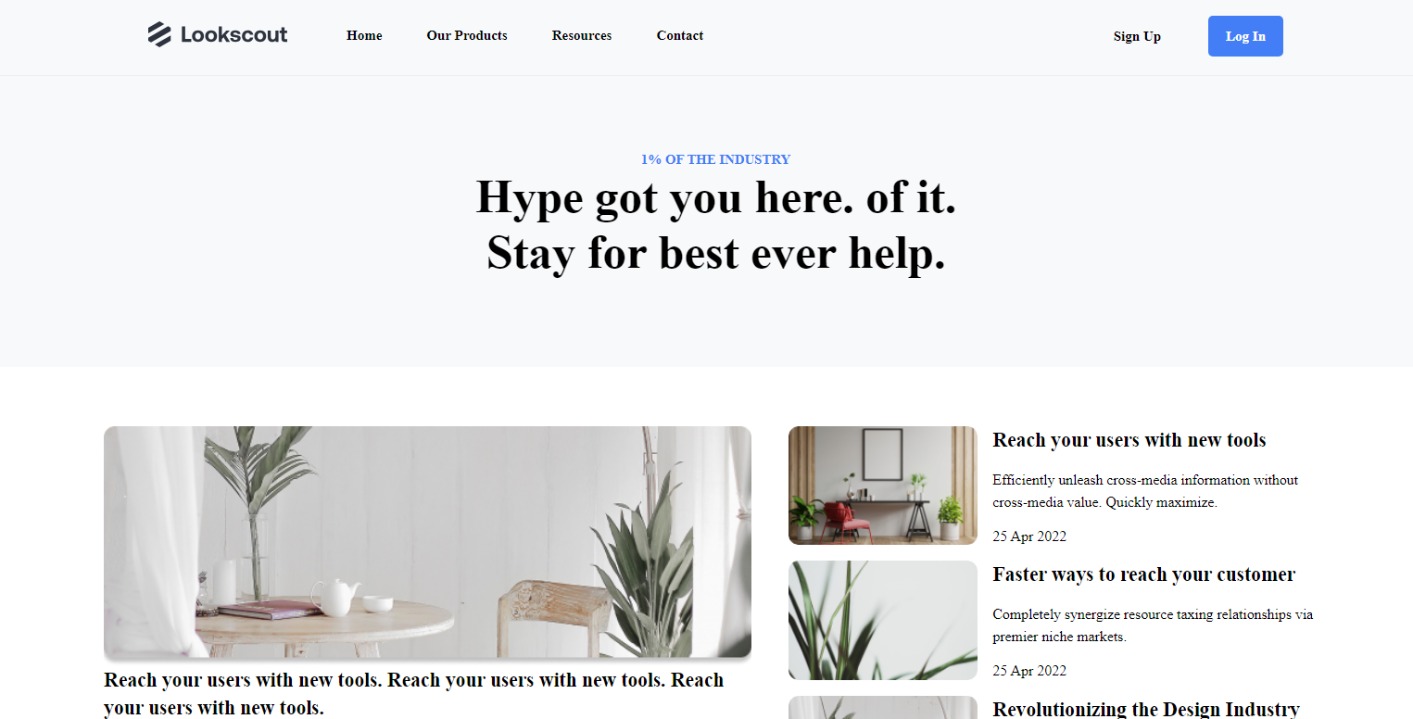 Lookscout
Home
Our Products
Resources
Contact
Sign Up
Log In
1% OF THE INDUSTRY
Hype got you here. of it.
Stay for best ever help.
Reach your users with new tools. Reach your users with new tools. Reach
your users with new tools.
Reach your users with new tools
Efficiently unleash cross-media information without
cross-media value. Quickly maximize.
25 Apr 2022
Faster ways to reach your customer
Completely synergize resource taxing relationships via
premier niche markets.
25 Apr 2022
Revolutionizing the Design Industry